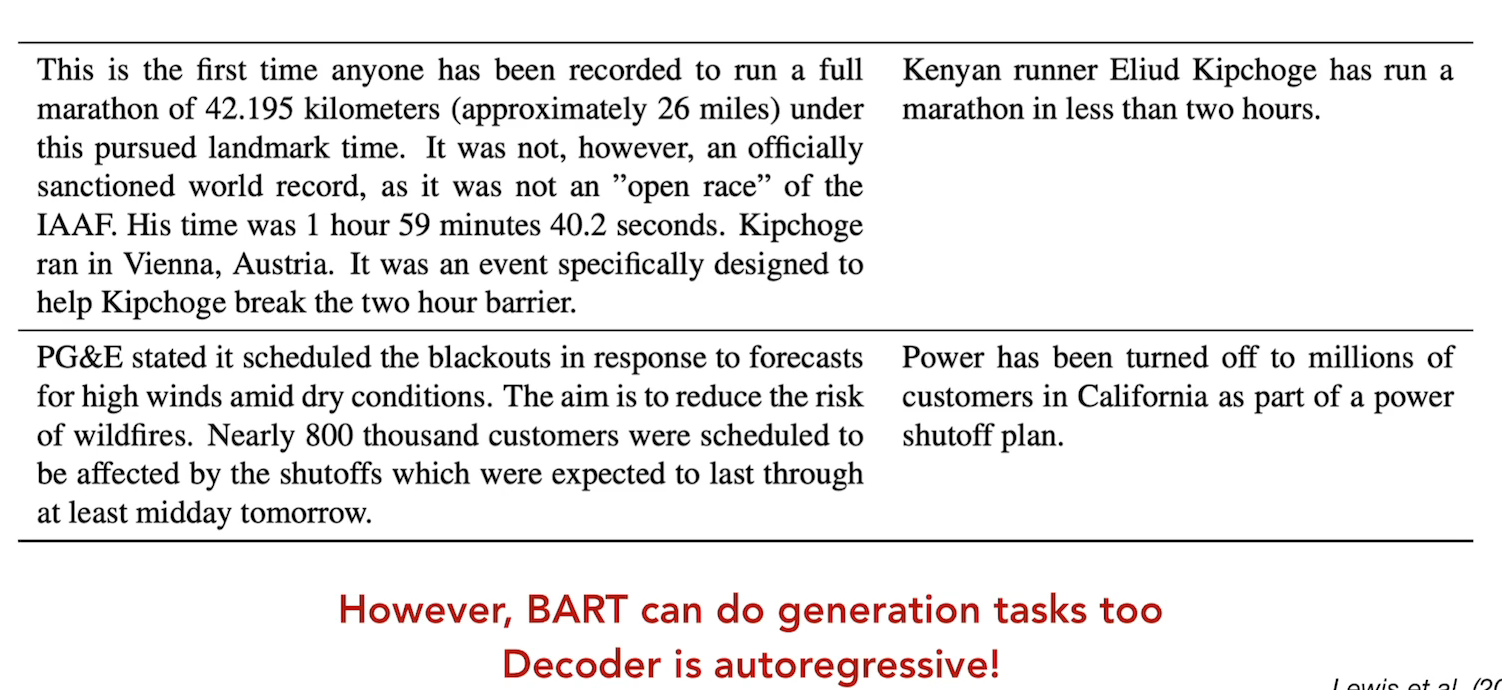 This is the first time anyone has been recorded to run a full
marathon of 42.195 kilometers (approximately 26 miles) under
this pursued landmark time. It was not, however, an officially
sanctioned world record, as it was not an ”open race” of the
IAAF. His time was 1 hour 59 minutes 40.2 seconds. Kipchoge
ran in Vienna, Austria. It was an event specifically designed to
help Kipchoge break the two hour barrier.
Kenyan runner Eliud Kipchoge has run a
marathon in less than two hours.
PG&E stated it scheduled the blackouts in response to forecasts
for high winds amid dry conditions. The aim is to reduce the risk
of wildfires. Nearly 800 thousand customers were scheduled to
be affected by the shutoffs which were expected to last through
at least midday tomorrow.
Power has been turned off to millions of
customers in California as part of a power
shutoff plan.
However, BART can do generation tasks too
Decoder is autoregressive!
Lewis et al. (20